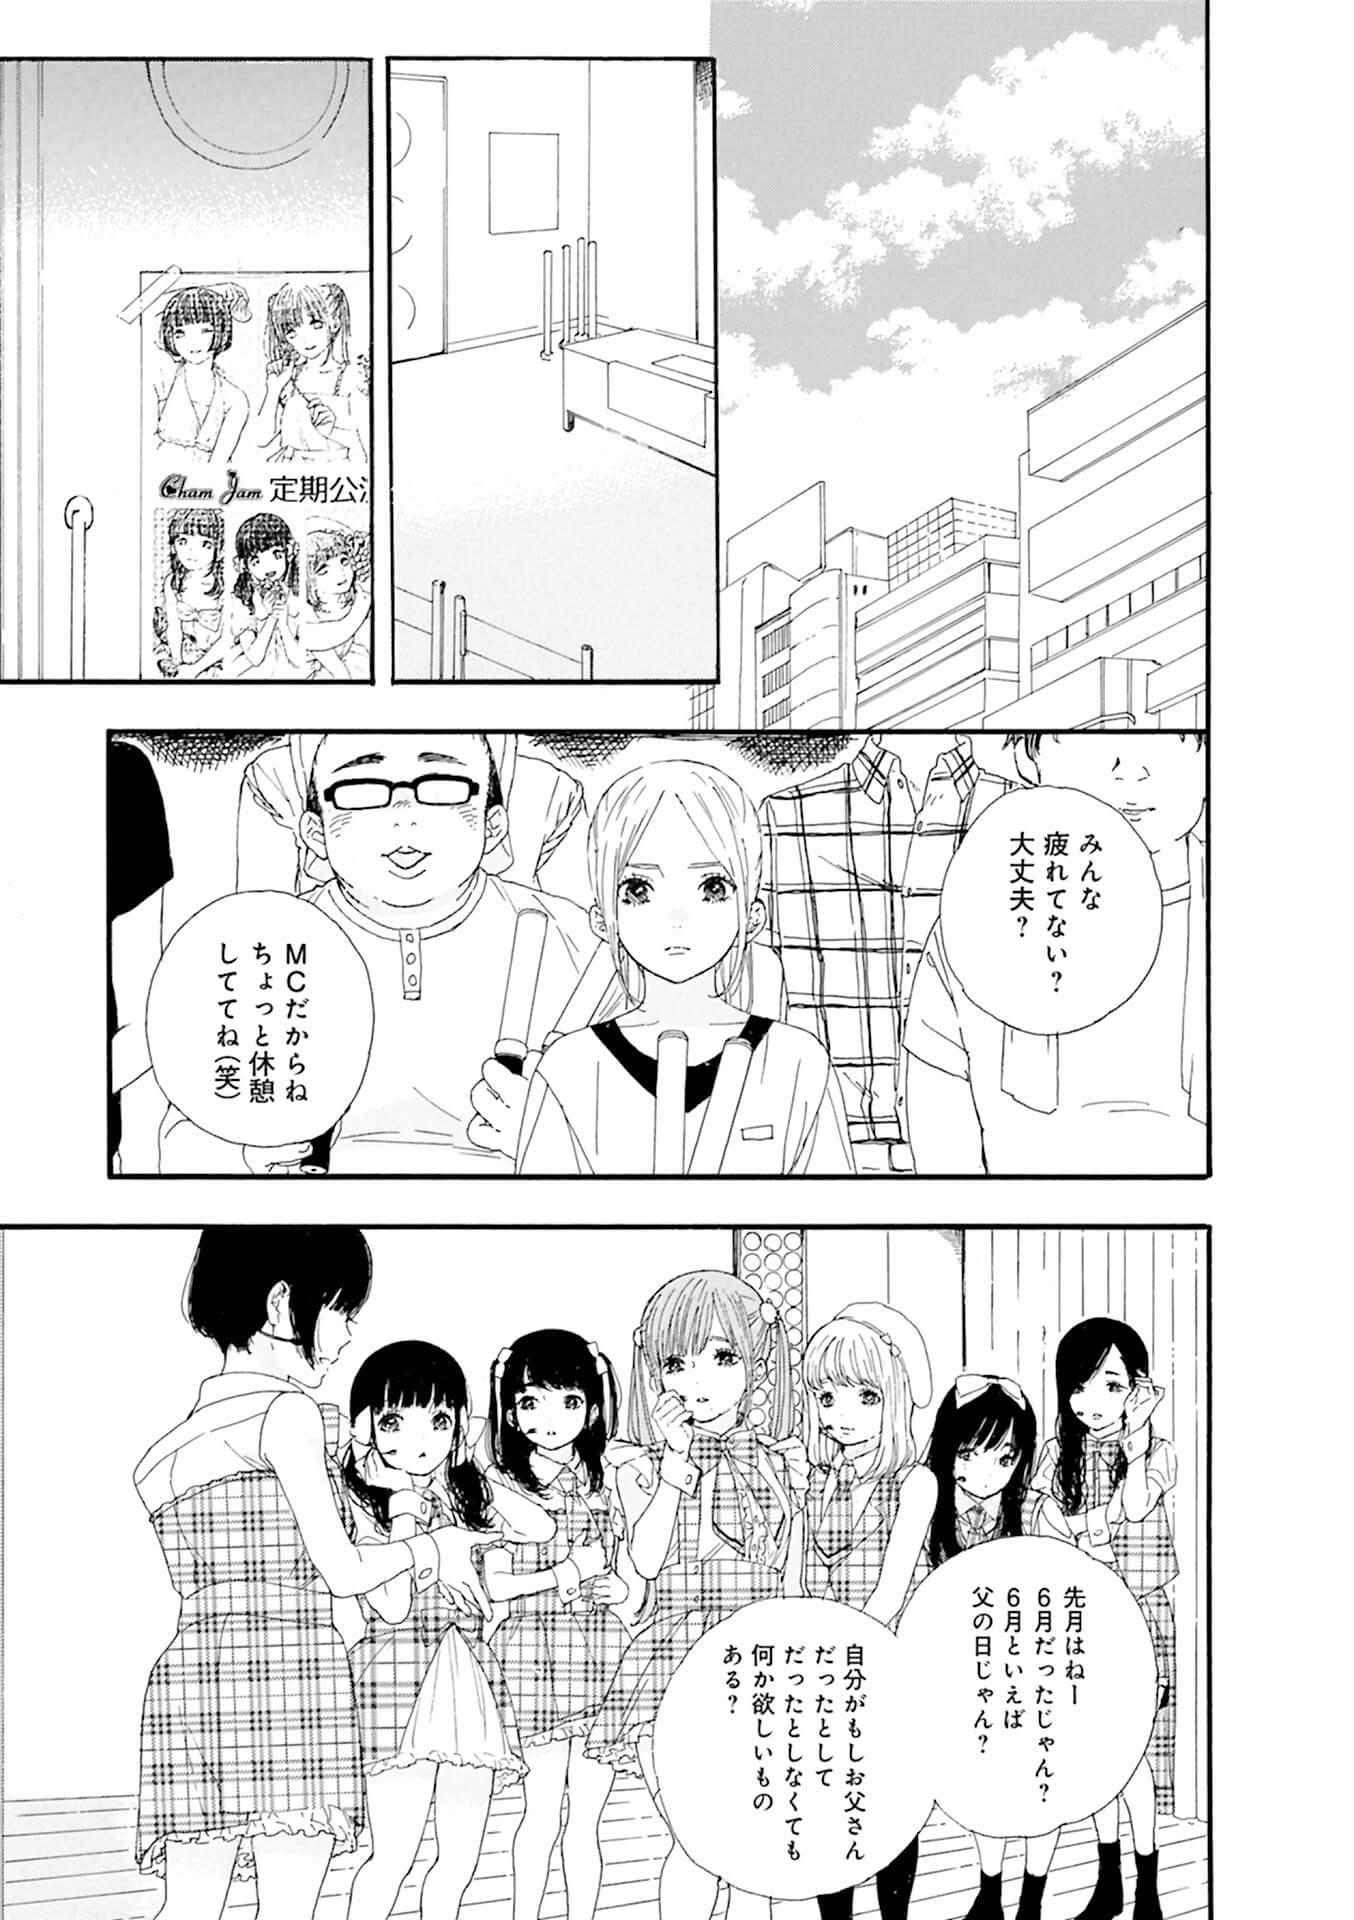 Cham Jam 定期公演
みんな
疲れてない?
大丈夫?
MCだからね
ちょっと休憩
しててね(笑)
先月はねー
6月だったじゃん?
6月といえば
父の日じゃん?
自分がもしお父さん
だったとして
だったとしなくても
何か欲しいもの
ある?